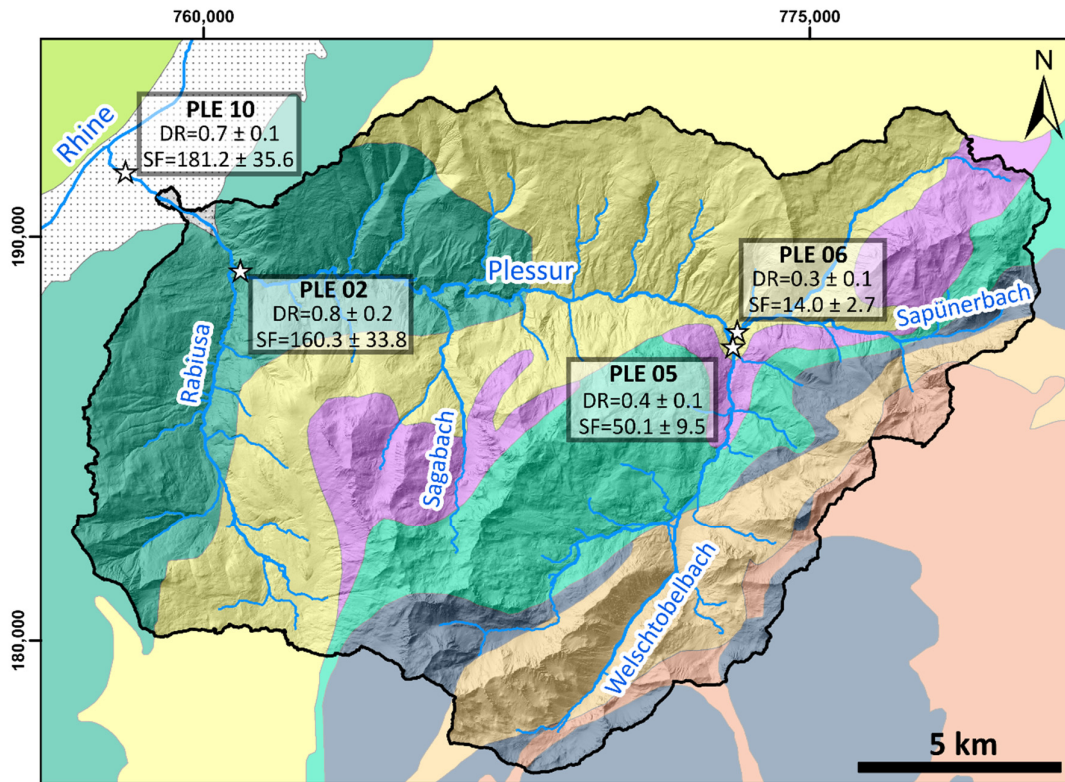 760,000
775,000
N
PLE 10
DR=0.7 ± 0.1
SF=181.2 ± 35.6
Rhine
190,000
PLE 06
DR=0.3 ± 0.1
SF=14.0 ± 2.7
Plessur
PLE 02
DR=0.8 ± 0.2
SF=160.3 ± 33.8
Sapünerbach
Rabiusa
PLE 05
DR=0.4 ± 0.1
SF=50.1 ± 9.5
Sagabach
Welschtobelbach
180,000
5 km